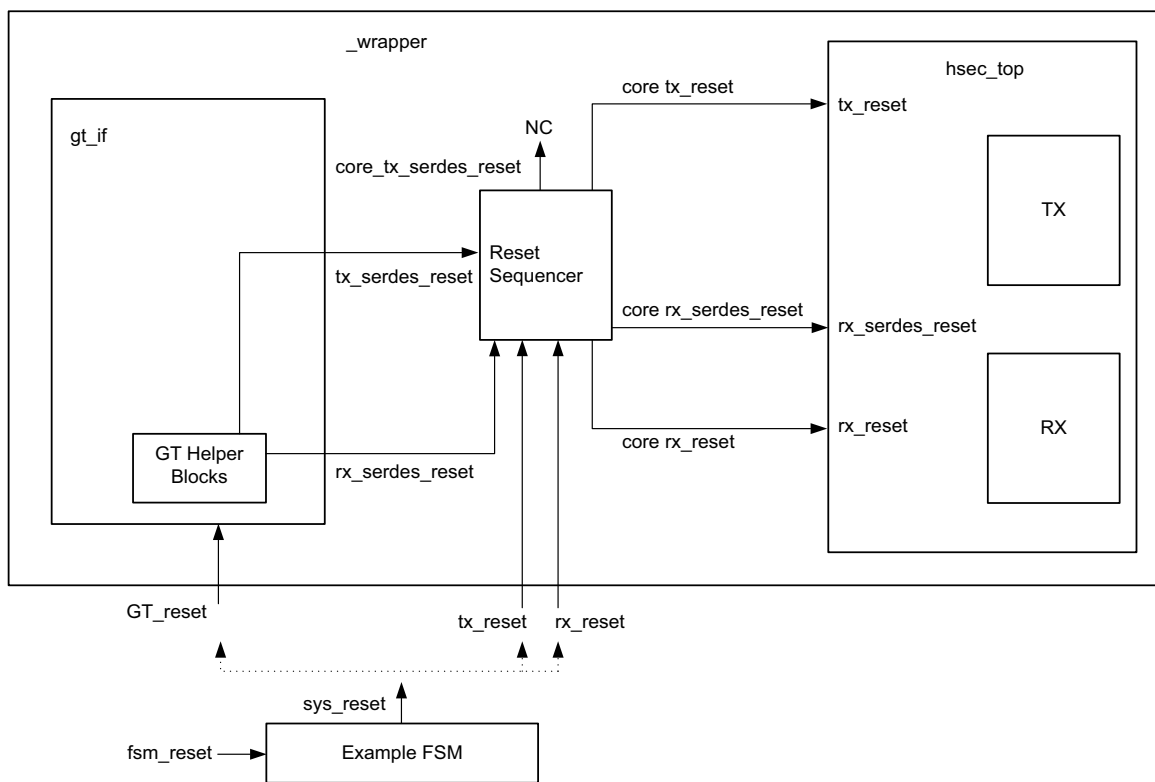 _wrapper
hsec_top
core tx_reset
tx_reset
gt_if
NC
core_tx_serdes_reset
TX
Reset
Sequencer
tx_serdes_reset
core rx_serdes_reset
rx_serdes_reset
core rx_reset
rx_reset
RX
GT Helper
Blocks
rx_serdes_reset
GT_reset
tx_reset
rx_reset
sys_reset
fsm_reset
Example FSM